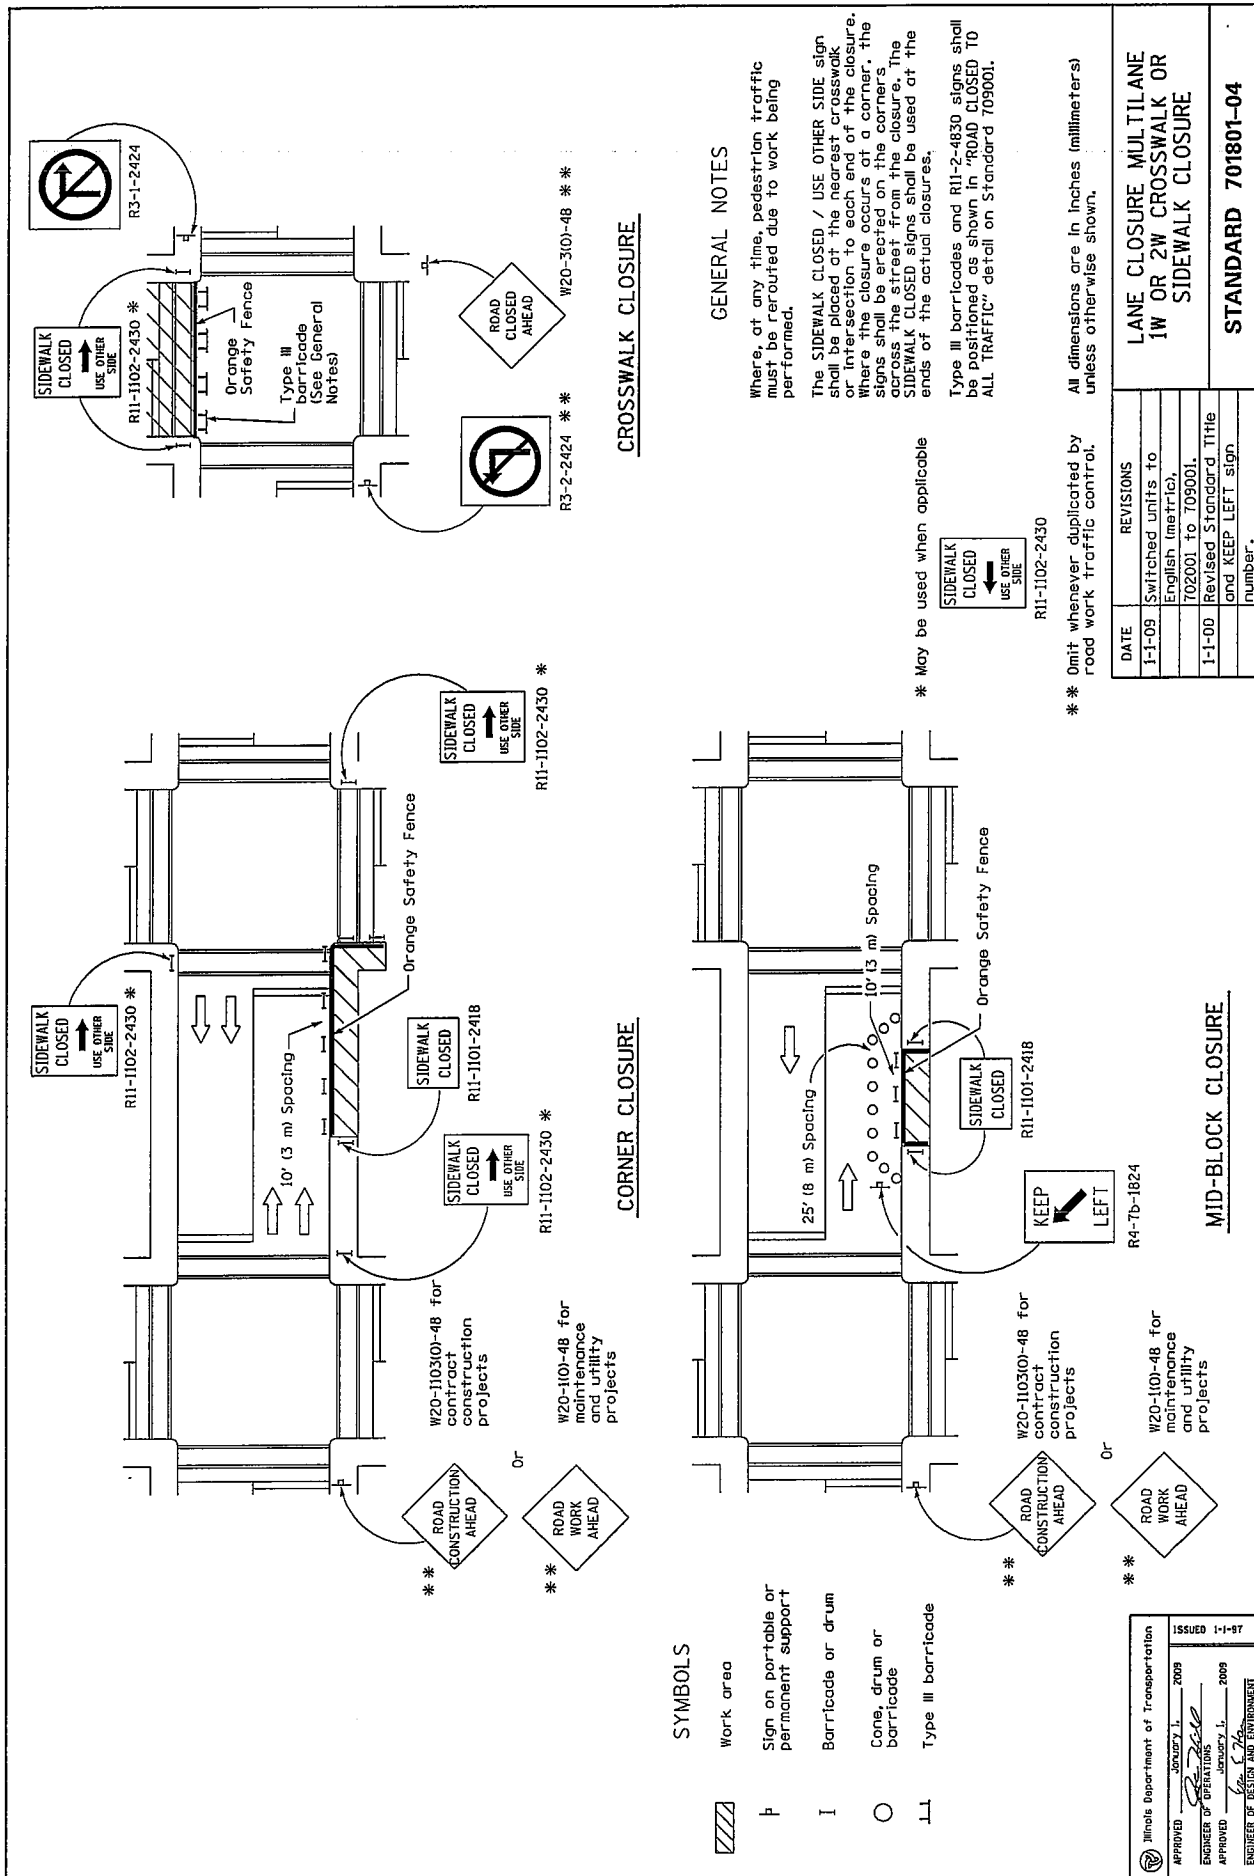 SIDEWALK
CLOSED
USE OTHER
SIDE
R11-I102-2430 *
10' (3 m) Spacing
SIDEWALK
CLOSED
R11-I101-2418
SIDEWALK
CLOSED
USE OTHER
SIDE
R11-I102-2430 *
Orange Safety Fence
SIDEWALK
CLOSED
USE OTHER
SIDE
R11-I102-2430 *
**
ROAD
CONSTRUCTION
AHEAD
W20-I103(O)-48 for
contract
construction
projects
or
**
ROAD
WORK
AHEAD
W20-1(O)-48 for
maintenance
and utility
projects
CORNER CLOSURE
SIDEWALK
CLOSED
USE OTHER
SIDE
R11-I102-2430 *
R3-1-2424
Orange
Safety Fence
Type III
barricade
(See General
Notes)
R3-2-2424 **
ROAD
CLOSED
AHEAD
W20-3(O)-48 **
CROSSWALK CLOSURE
SYMBOLS
Work area
Sign on portable or
permanent support
Barricade or drum
Cone, drum or
barricade
Type III barricade
25' (8 m) Spacing
10' (3 m) Spacing
Orange Safety Fence
SIDEWALK
CLOSED
R11-I101-2418
KEEP
LEFT
R4-7b-1824
**
ROAD
CONSTRUCTION
AHEAD
W20-I103(O)-48 for
contract
construction
projects
or
**
ROAD
WORK
AHEAD
W20-1(O)-48 for
maintenance
and utility
projects
MID-BLOCK CLOSURE
GENERAL NOTES
Where, at any time, pedestrian traffic
must be rerouted due to work being
performed.
The SIDEWALK CLOSED / USE OTHER SIDE sign
shall be placed at the nearest crosswalk
or intersection to each end of the closure.
Where the closure occurs at a corner, the
signs shall be erected on the corners
across the street from the closure. The
SIDEWALK CLOSED signs shall be used at the
ends of the actual closures.
Type III barricades and R11-2-4830 signs shall
be positioned as shown in "ROAD CLOSED TO
ALL TRAFFIC" detail on Standard 709001.
All dimensions are in inches (millimeters)
unless otherwise shown.
* May be used when applicable
SIDEWALK
CLOSED
USE OTHER
SIDE
R11-I102-2430
** Omit whenever duplicated by
road work traffic control.
Illinois Department of Transportation
APPROVED January 1, 2009
ENGINEER OF OPERATIONS
APPROVED January 1, 2009
ENGINEER OF DESIGN AND ENVIRONMENT
ISSUED 1-1-97
DATE REVISIONS
1-1-09 Switched units to
English (metric),
702001 to 709001.
1-1-00 Revised Standard Title
and KEEP LEFT sign
number.
LANE CLOSURE MULTILANE
1W OR 2W CROSSWALK OR
SIDEWALK CLOSURE
STANDARD 701801-04